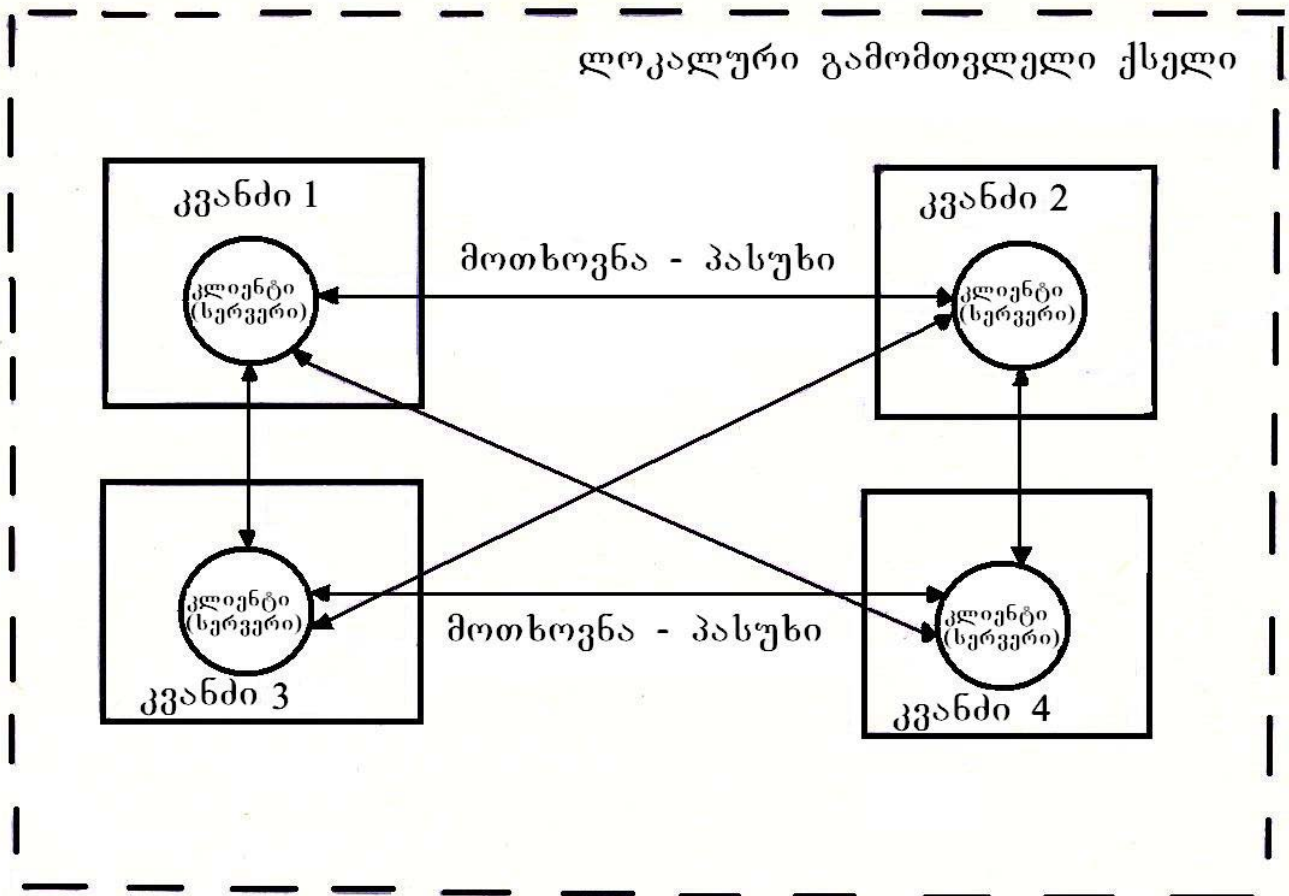 ლოკალური გამომთვლელი ქსელი
კვანძი 1
კლიენტი
(სერვერი)
მოთხოვნა - პასუხი
კვანძი 2
კლიენტი
(სერვერი)
კლიენტი
(სერვერი)
კვანძი 3
მოთხოვნა - პასუხი
კლიენტი
(სერვერი)
კვანძი 4